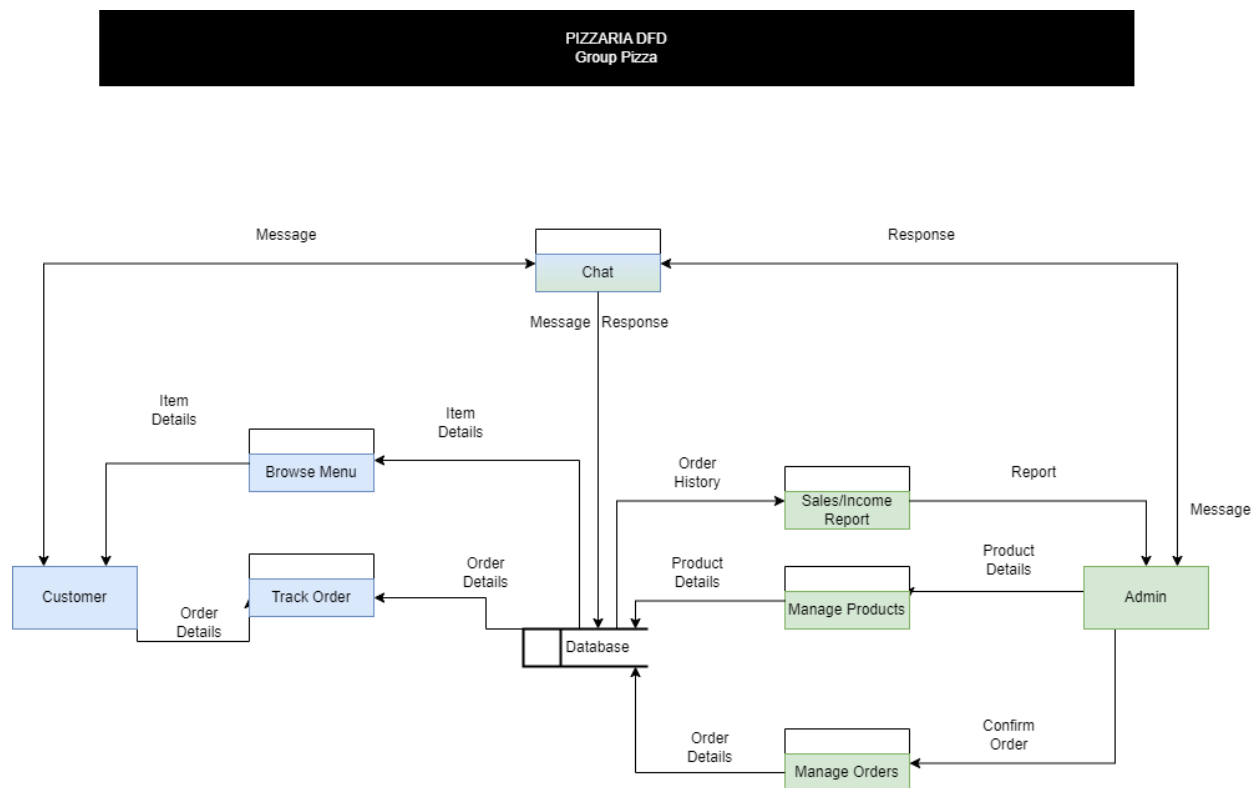 PIZZARIA DFD
Group Pizza
Message
Response
Chat
Message
Response
Item
Details
Item
Details
Browse Menu
Order
History
Sales/Income
Report
Report
Message
Customer
Order
Details
Track Order
Order
Details
Database
Product
Details
Manage Products
Product
Details
Admin
Order
Details
Manage Orders
Confirm
Order